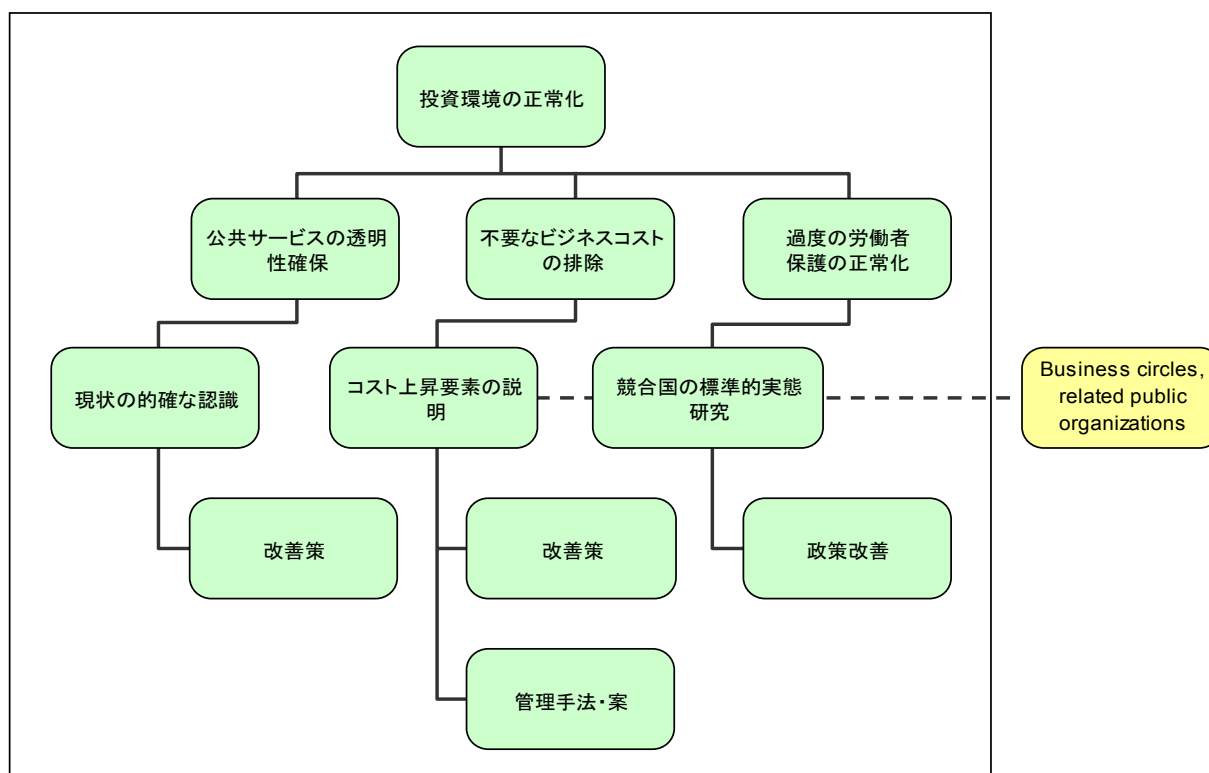 投資環境の正常化
公共サービスの透明
性確保
不要なビジネスコスト
の排除
過度の労働者
保護の正常化
現状の的確な認識
コスト上昇要素の説
明
競合国の標準的実態
研究
Business circles,
related public
organizations
改善策
改善策
政策改善
管理手法・案